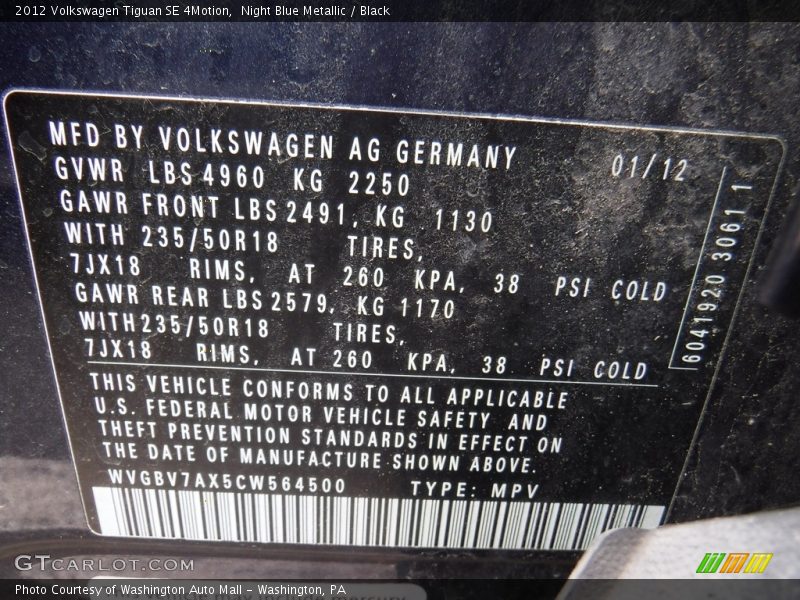 2012 Volkswagen Tiguan SE 4Motion,  Night Blue Metallic / Black
MFD BY VOLKSWAGEN AG GERMANY 01/12
GVWR LBS 4960 KG 2250
GAWR FRONT LBS 2491, KG 1130
WITH 235/50R18 TIRES,
7JX18 RIMS, AT 260 KPA, 38 PSI COLD
GAWR REAR LBS 2579, KG 1170
WITH 235/50R18 TIRES,
7JX18 RIMS, AT 260 KPA, 38 PSI COLD
6041920 3061 1
THIS VEHICLE CONFORMS TO ALL APPLICABLE
U.S. FEDERAL MOTOR VEHICLE SAFETY AND
THEFT PREVENTION STANDARDS IN EFFECT ON
THE DATE OF MANUFACTURE SHOWN ABOVE.
WVGBV7AX5CW564500 TYPE: MPV
GTCARLOT.COM
Photo Courtesy of Washington Auto Mall - Washington, PA